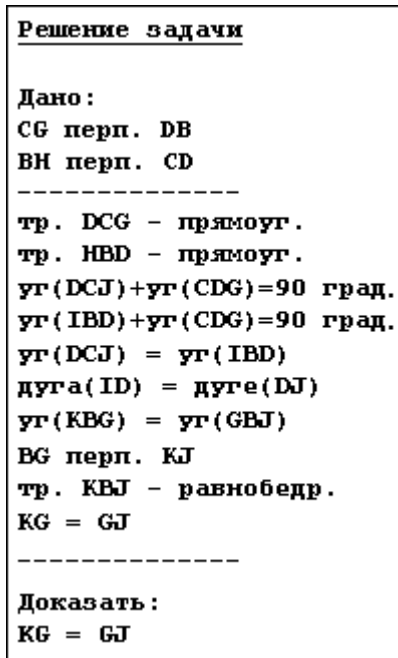 Решение задачи
Дано:
CG перп. DB
BH перп. CD
--------------
тр. DCG - прямоуг.
тр. HBD - прямоуг.
уг(DCJ)+уг(CDG)=90 град.
уг(IBD)+уг(CDG)=90 град.
уг(DCJ) = уг(IBD)
дуга(ID) = дуге(DJ)
уг(KBG) = уг(GBJ)
BG перп. KJ
тр. KBJ - равнобедр.
KG = GJ
--------------
Доказать:
KG = GJ